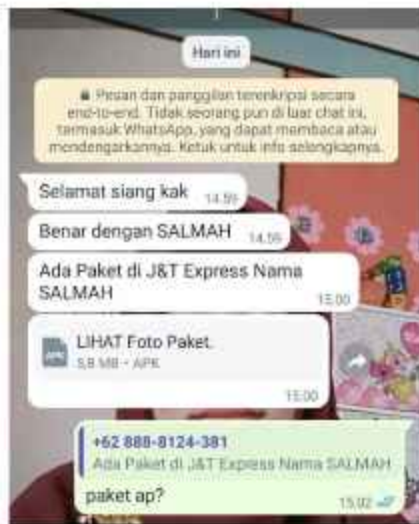 Hari ini
Pesan dan panggilan terenkripsi secara
end-to-end. Tidak seorang pun di luar chat ini,
termasuk WhatsApp, yang dapat membaca atau
mendengarkannya. Ketuk untuk info selengkapnya.
Selamat siang kak 14.59
Benar dengan SALMAH 14.59
Ada Paket di J&T Express Nama
SALMAH
15.00
LIHAT Foto Paket.
APK
5,8 MB • APK
15.00
+62 888-8124-381
Ada Paket di J&T Express Nama SALMAH
paket ap?
15.02